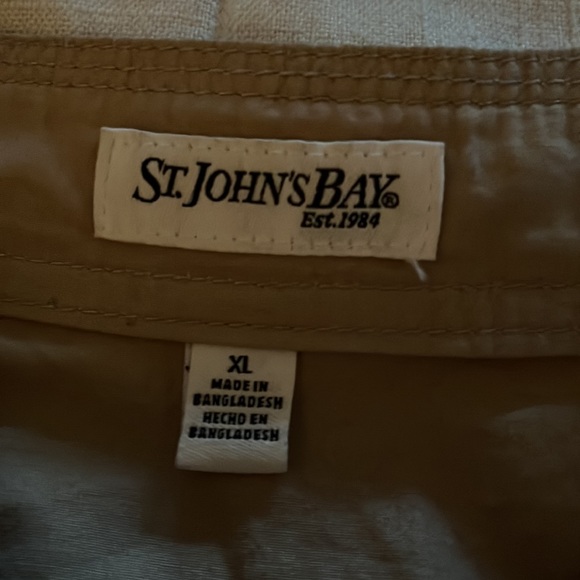 ST. JOHN'S BAY®
Est. 1984
XL
MADE IN
BANGLADESH
HECHO EN
BANGLADESH